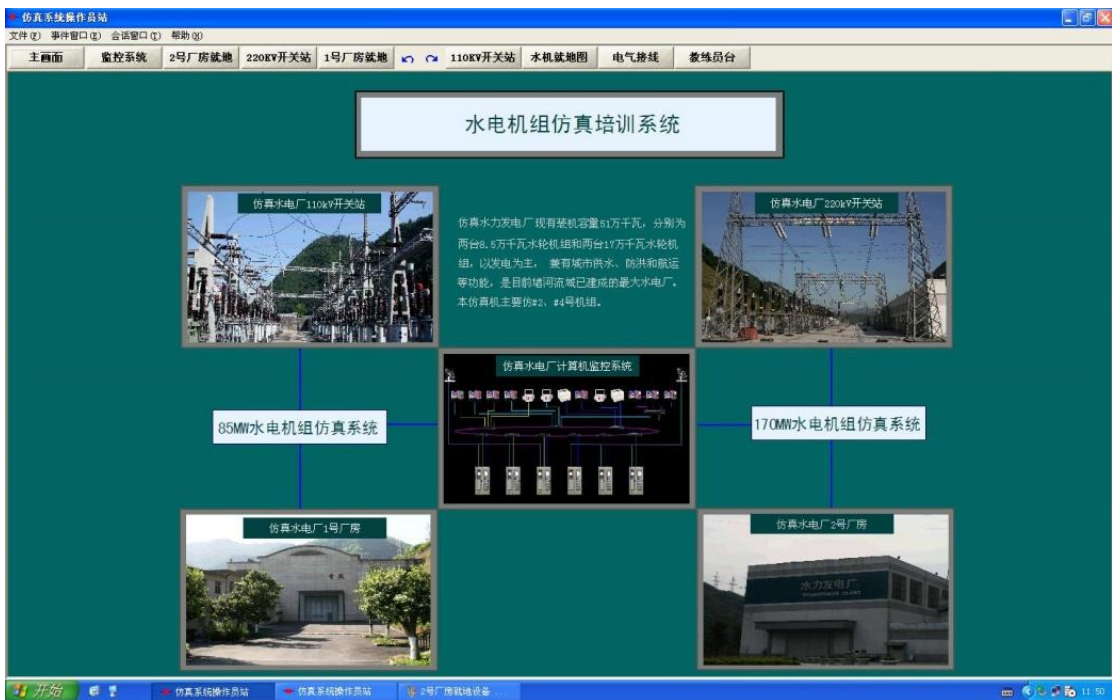 仿真系统操作员站
文件(F) 事件窗口(E) 会话窗口(T) 帮助(H)
主画面 监控系统 2号厂房就地 220KV开关站 1号厂房就地 110KV开关站 水机就地图 电气接线 教练员台
水电机组仿真培训系统
仿真水电厂110kV开关站
仿真水电厂220kV开关站
仿真水力发电厂现有装机容量51万千瓦，分别为
两台8.5万千瓦水轮机组和两台17万千瓦水轮机
组，以发电为主， 兼有城市供水、防洪和航运
等功能，是目前堵河流域已建成的最大水电厂。
本仿真机主要仿#2、#4号机组。
仿真水电厂计算机监控系统
85MW水电机组仿真系统
170MW水电机组仿真系统
仿真水电厂1号厂房
仿真水电厂2号厂房
水力发电厂
开始
仿真系统操作员站
仿真系统操作员站
2号厂房就地设备 ...
11:50